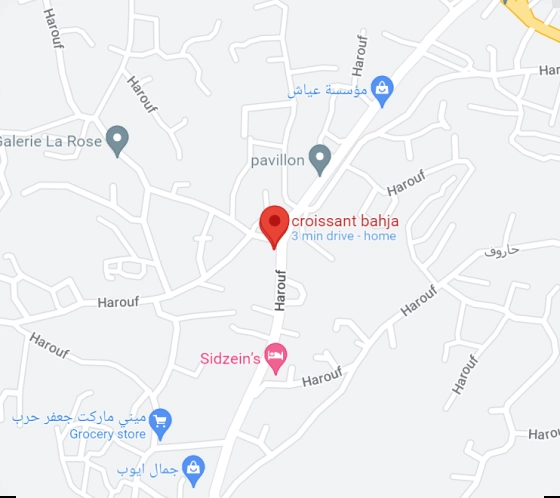 Harouf
Harouf
Harouf
Har
مؤسسة عياش
Galerie La Rose
pavillon
Harouf
croissant bahja
3 min drive - home
حاروف
Harouf
Harouf
Harouf
Harouf
Sidzein's
Harouf
Harouf
ميني ماركت جعفر حرب
Grocery store
Harou
جمال ايوب